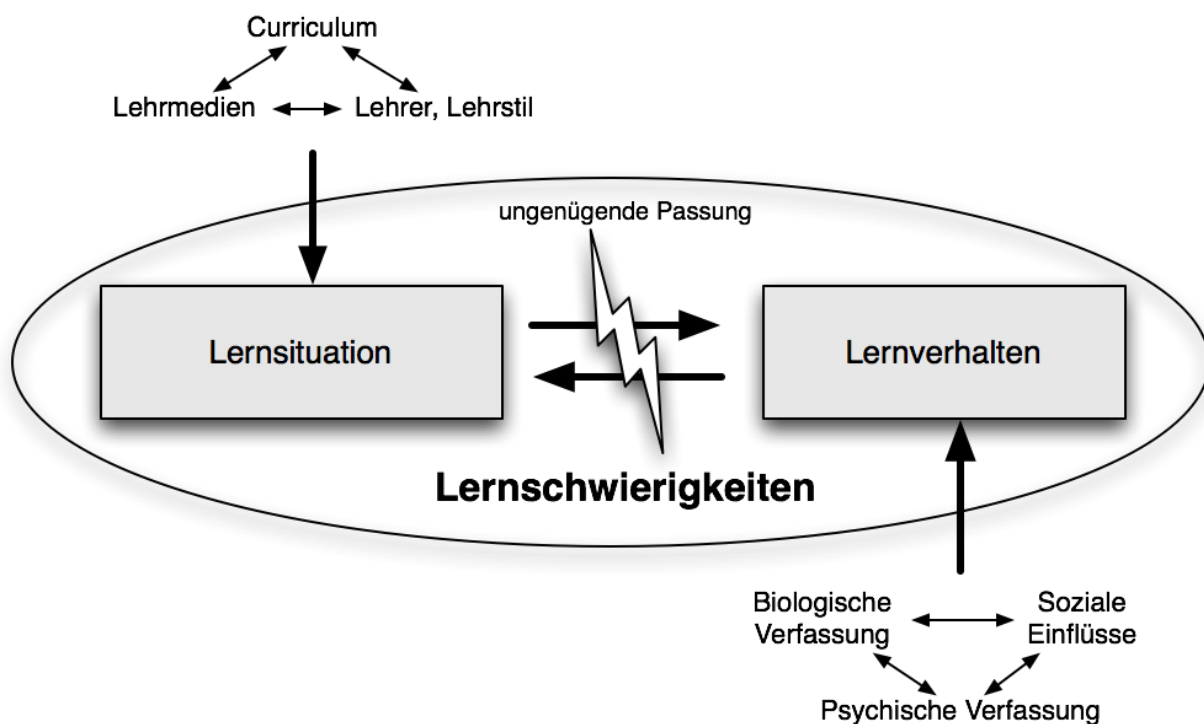 Curriculum
Lehrmedien
Lehrer, Lehrstil
ungenügende Passung
Lernsituation
Lernverhalten
Lernschwierigkeiten
Biologische
Verfassung
Soziale
Einflüsse
Psychische Verfassung